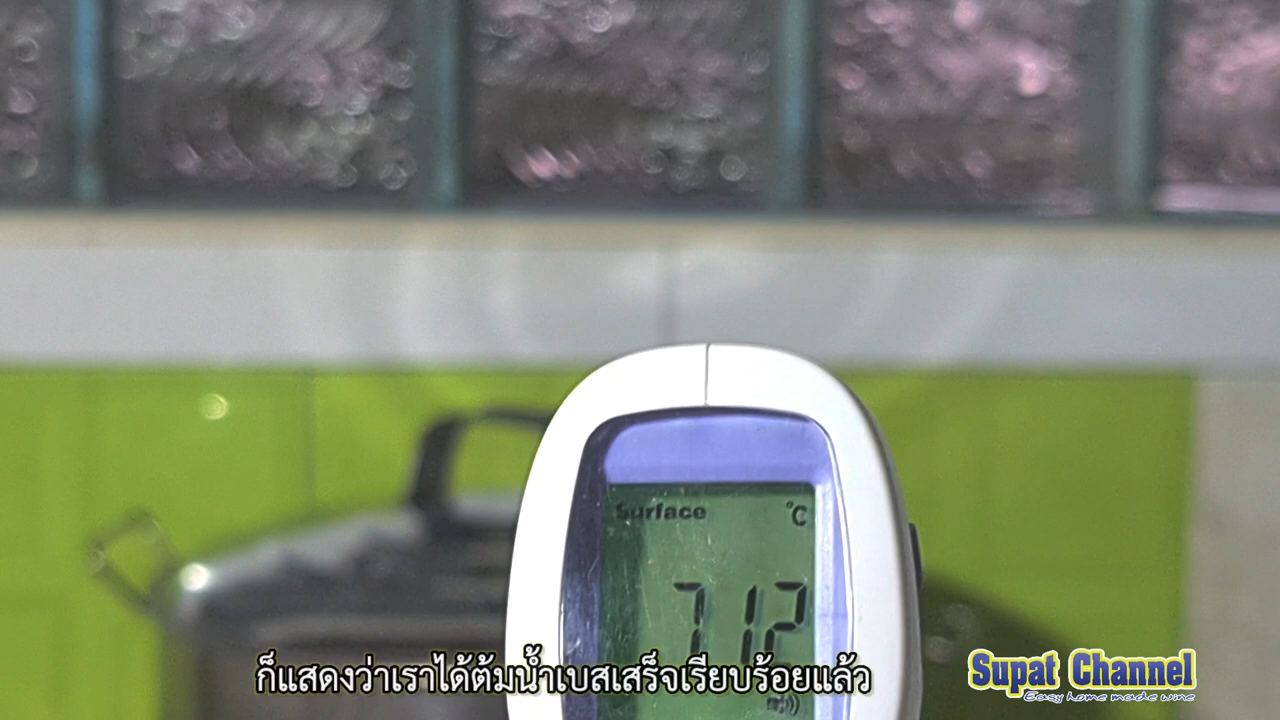 Surface °C
712
ก็แสดงว่าเราได้ต้มน้ำเบสเสร็จเรียบร้อยแล้ว
Supat Channel
Easy home made wine